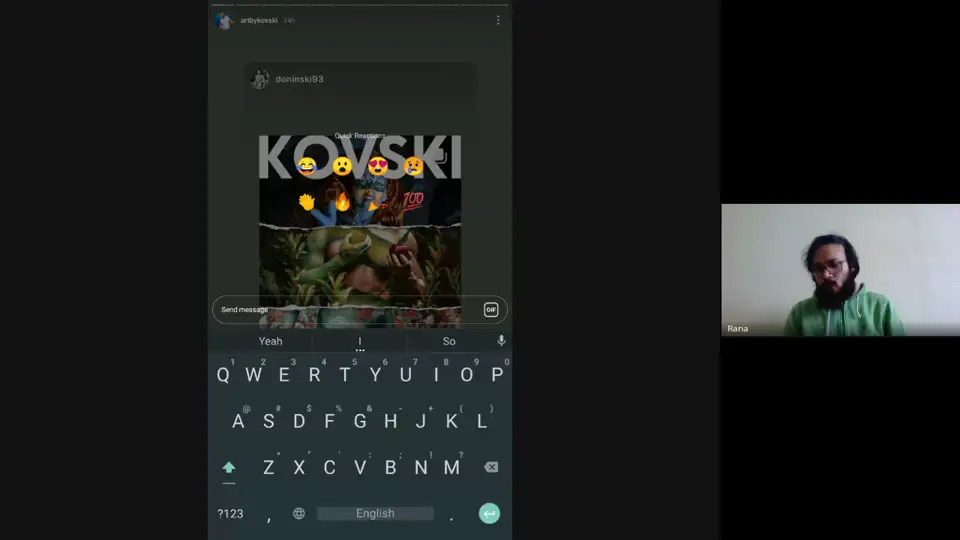 artbykovski 24h
doninski93
Quick Reactions
KOVSKI
100
Send message
GIF
Yeah I So
1 2 3 4 5 6 7 8 9 0
Q W E R T Y U I O P
@ # $ % & - + ( )
A S D F G H J K L
* " ' : ; ! ?
Z X C V B N M
?123 , English .
Rana